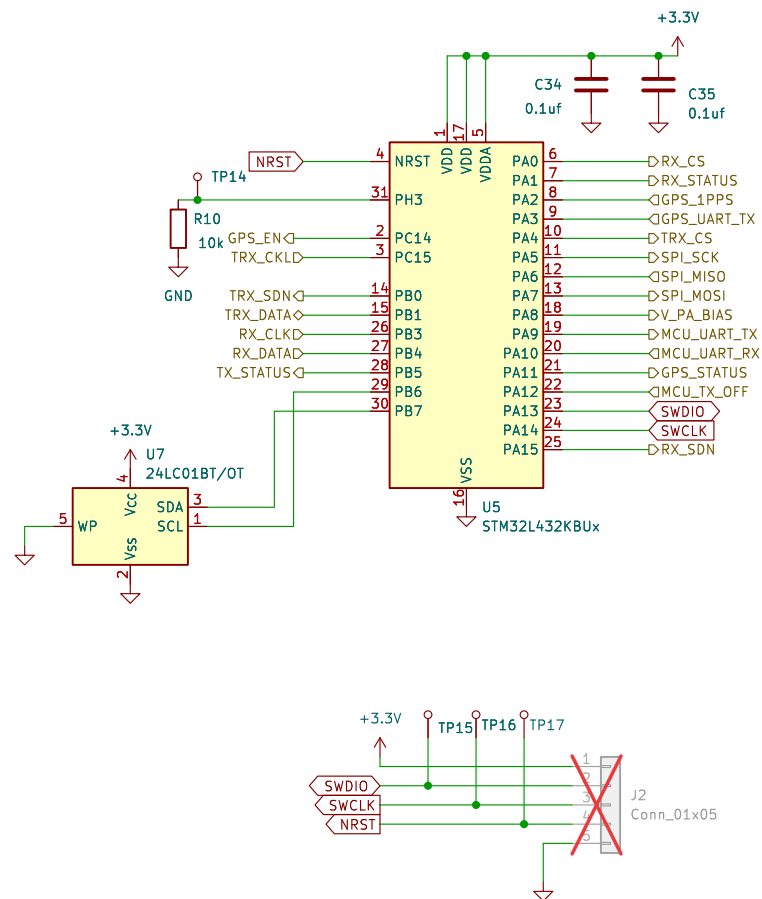 +3.3V
C34
0.1uf
C35
0.1uf
1
17
5
VDD
VDD
VDDA
NRST
4
NRST
TP14
31
PH3
R10
10k
GND
GPS_EN
2
PC14
TRX_CKL
3
PC15
TRX_SDN
14
PB0
TRX_DATA
15
PB1
RX_CLK
26
PB3
RX_DATA
27
PB4
TX_STATUS
28
PB5
29
PB6
30
PB7
PA0
6
RX_CS
PA1
7
RX_STATUS
PA2
8
GPS_1PPS
PA3
9
GPS_UART_TX
PA4
10
TRX_CS
PA5
11
SPI_SCK
PA6
12
SPI_MISO
PA7
13
SPI_MOSI
PA8
18
V_PA_BIAS
PA9
19
MCU_UART_TX
PA10
20
MCU_UART_RX
PA11
21
GPS_STATUS
PA12
22
MCU_TX_OFF
PA13
23
SWDIO
PA14
24
SWCLK
PA15
25
RX_SDN
VSS
16
U5
STM32L432KBUx
+3.3V
U7
24LC01BT/OT
4
Vcc
5
WP
SDA
3
SCL
1
Vss
2
+3.3V
TP15
TP16
TP17
SWDIO
SWCLK
NRST
1
2
3
4
5
J2
Conn_01x05